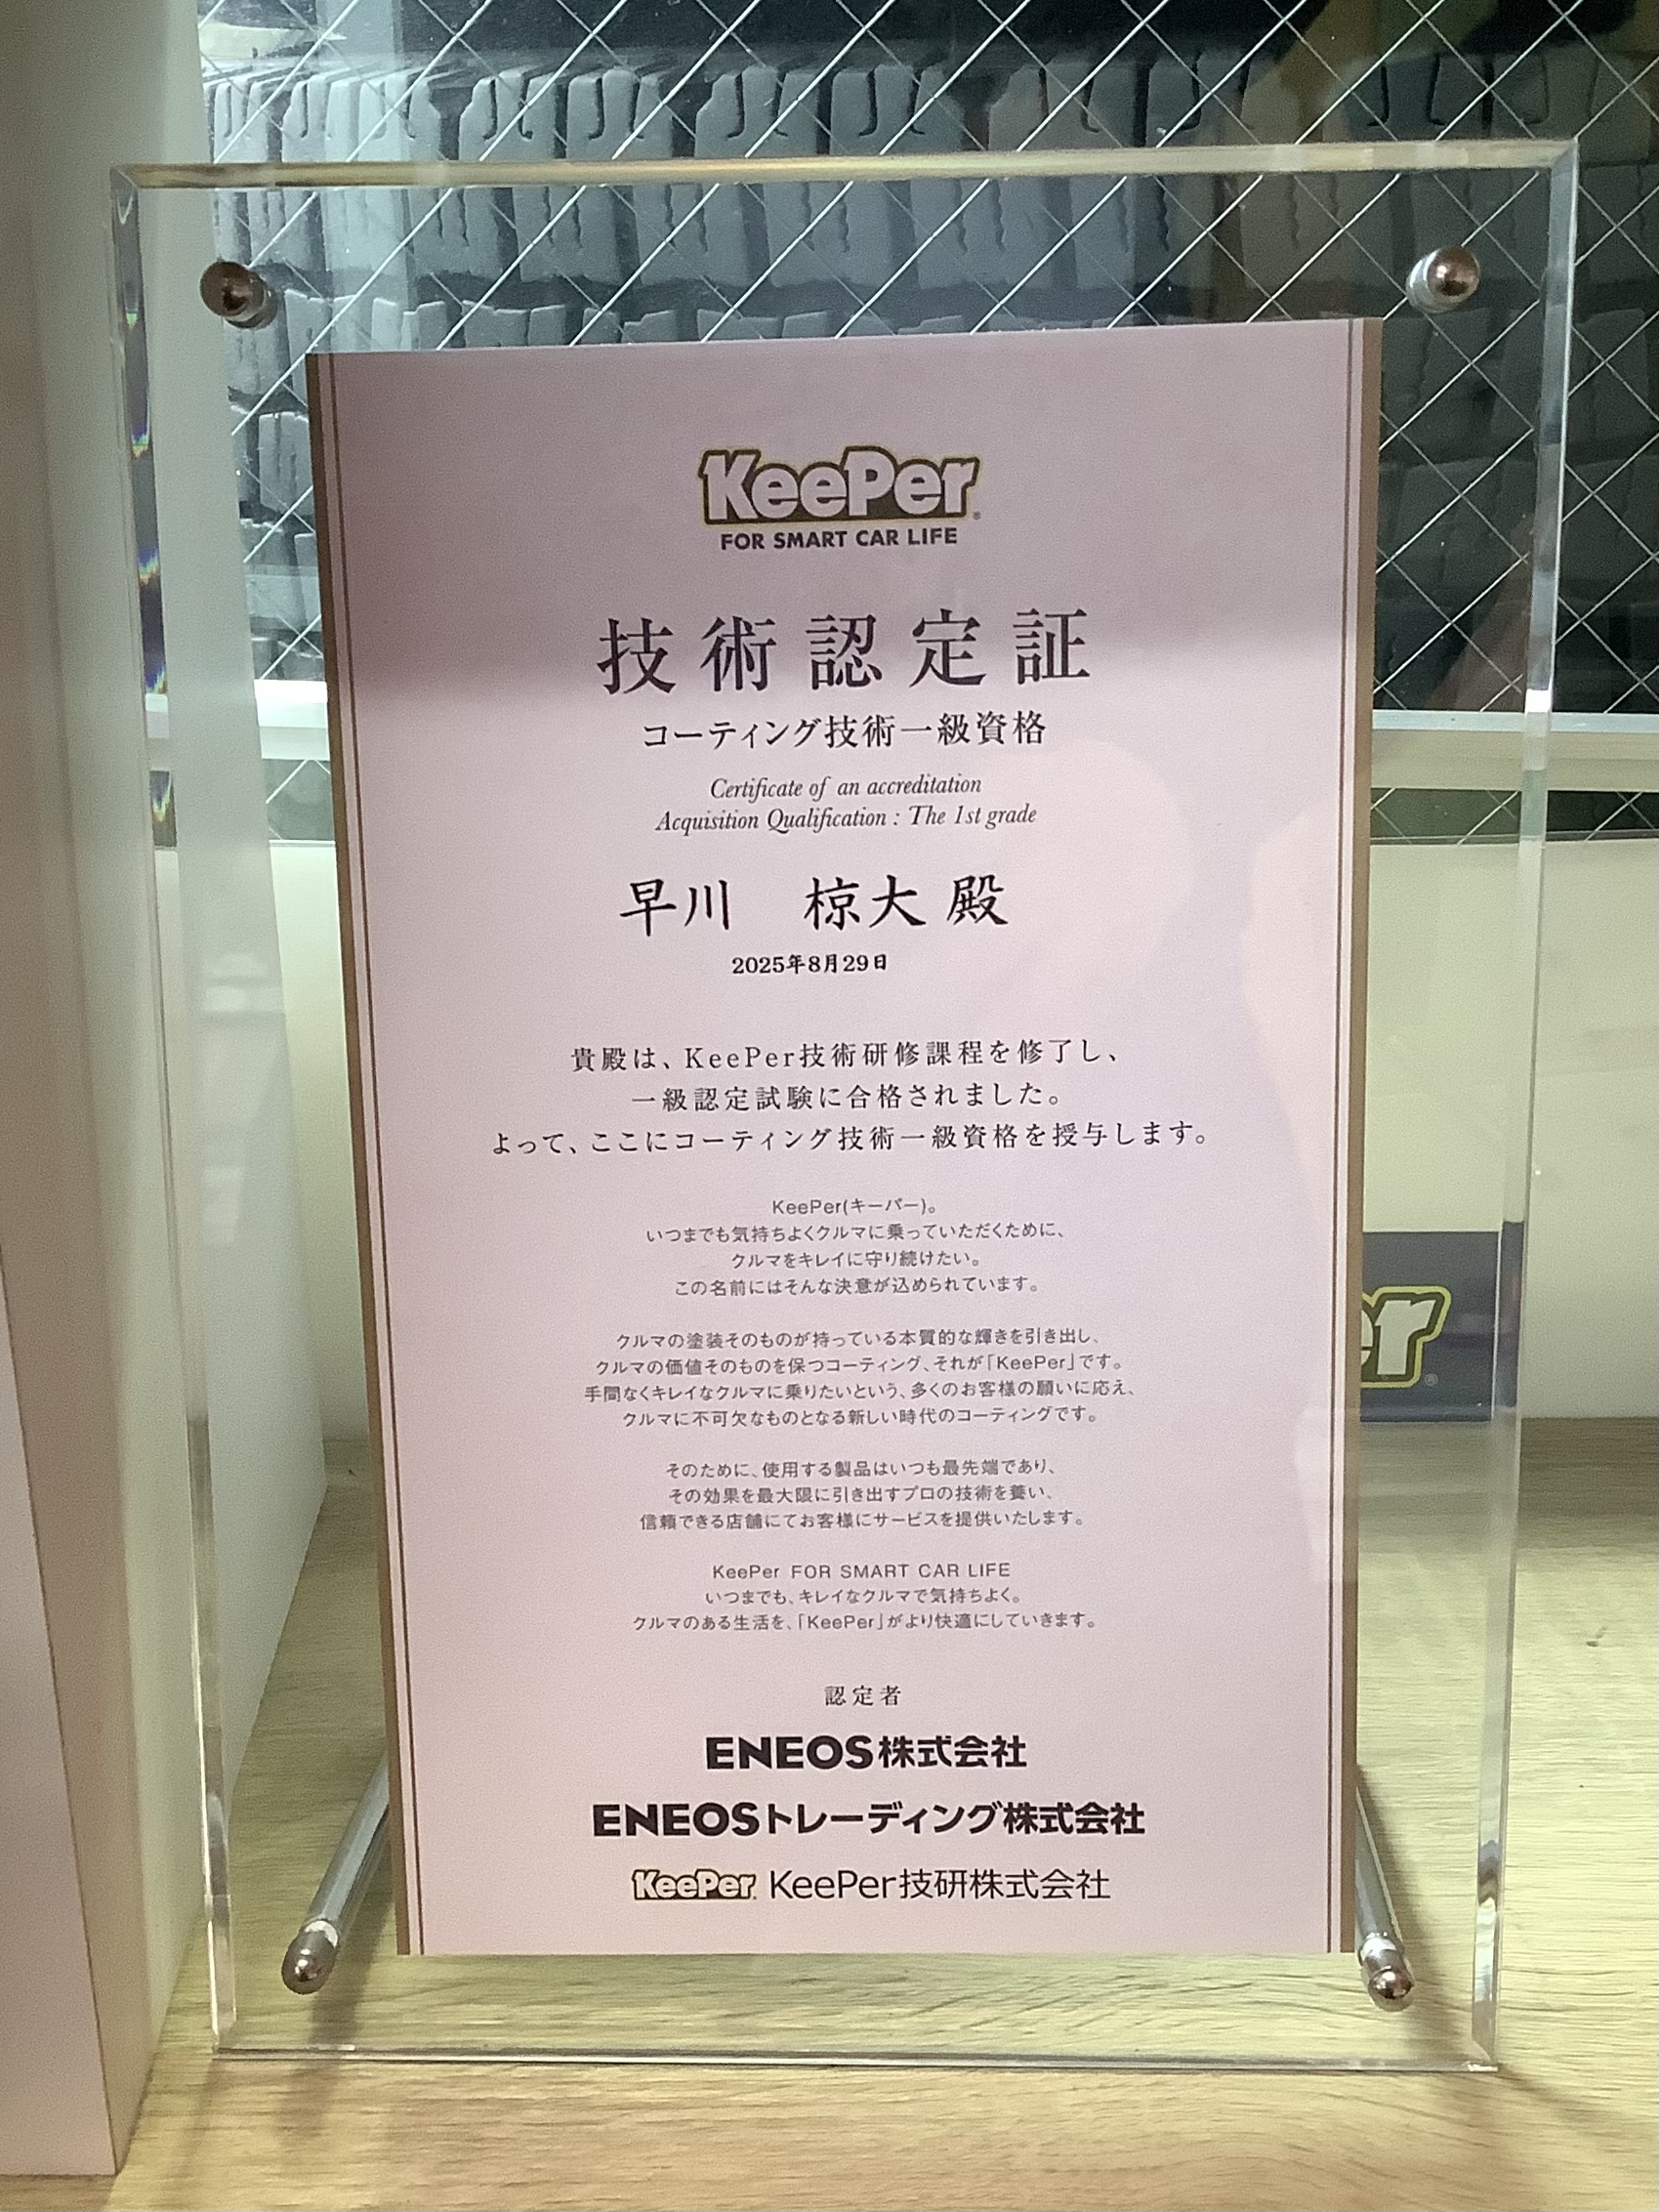 KeePer
FOR SMART CAR LIFE
技術認定証
コーティング技術一級資格
Certificate of an accreditation
Acquisition Qualification : The 1st grade
早川　椋大 殿
2025年8月29日
貴殿は、KeePer技術研修課程を修了し、
一級認定試験に合格されました。
よって、ここにコーティング技術一級資格を授与します。
KeePer(キーパー)。
いつまでも気持ちよくクルマに乗っていただくために、
クルマをキレイに守り続けたい。
この名前にはそんな決意が込められています。
クルマの塗装そのものが持っている本質的な輝きを引き出し、
クルマの価値そのものを保つコーティング、それが「KeePer」です。
手間なくキレイなクルマに乗りたいという、多くのお客様の願いに応え、
クルマに不可欠なものとなる新しい時代のコーティングです。
そのために、使用する製品はいつも最先端であり、
その効果を最大限に引き出すプロの技術を養い、
信頼できる店舗にてお客様にサービスを提供いたします。
KeePer FOR SMART CAR LIFE
いつまでも、キレイなクルマで気持ちよく。
クルマのある生活を、「KeePer」がより快適にしていきます。
認定者
ENEOS株式会社
ENEOSトレーディング株式会社
KeePer KeePer技研株式会社
er